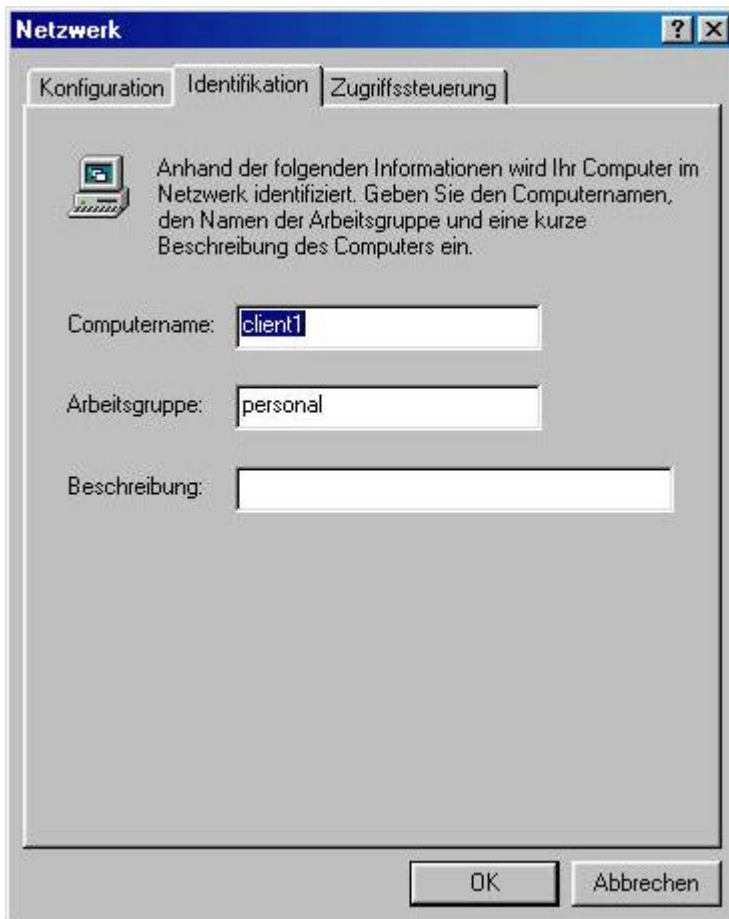 Netzwerk
Konfiguration Identifikation Zugriffssteuerung
Anhand der folgenden Informationen wird Ihr Computer im
Netzwerk identifiziert. Geben Sie den Computernamen,
den Namen der Arbeitsgruppe und eine kurze
Beschreibung des Computers ein.
Computername: client1
Arbeitsgruppe: personal
Beschreibung:
OK Abbrechen